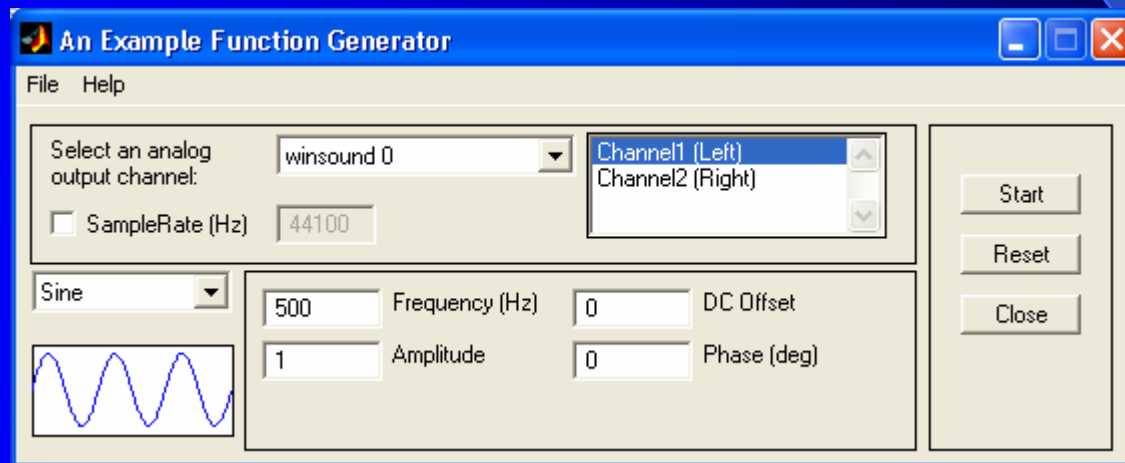 An Example Function Generator
File Help
Select an analog
output channel:
winsound 0
Channel1 (Left)
Channel2 (Right)
SampleRate (Hz)
44100
Start
Reset
Close
Sine
500 Frequency (Hz)
0 DC Offset
1 Amplitude
0 Phase (deg)